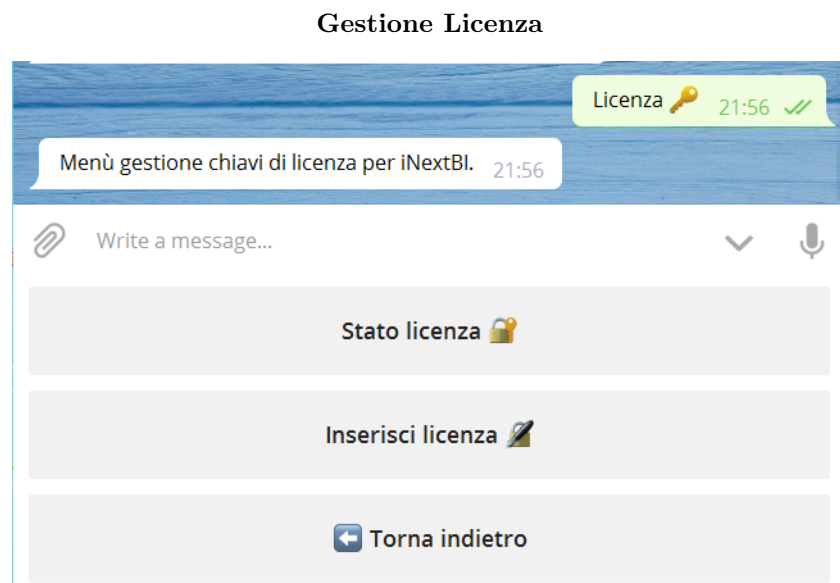 Gestione Licenza
Licenza 🔑 21:56
Menù gestione chiavi di licenza per iNextBI. 21:56
Write a message...
Stato licenza 🔐
Inserisci licenza 🔏
⬅️ Torna indietro